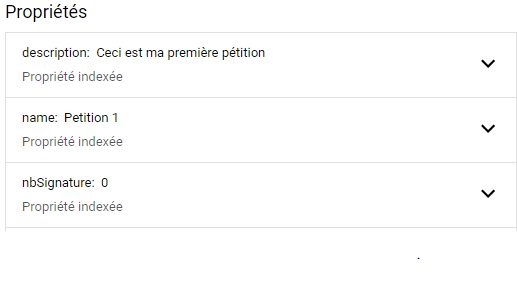 Propriétés
description: Ceci est ma première pétition
Propriété indexée
name: Petition 1
Propriété indexée
nbSignature: 0
Propriété indexée